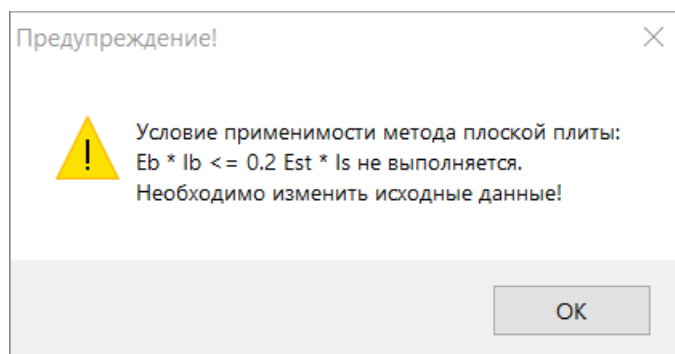 Предупреждение!
Условие применимости метода плоской плиты:
Eb * Ib <= 0.2 Est * Is не выполняется.
Необходимо изменить исходные данные!
OK